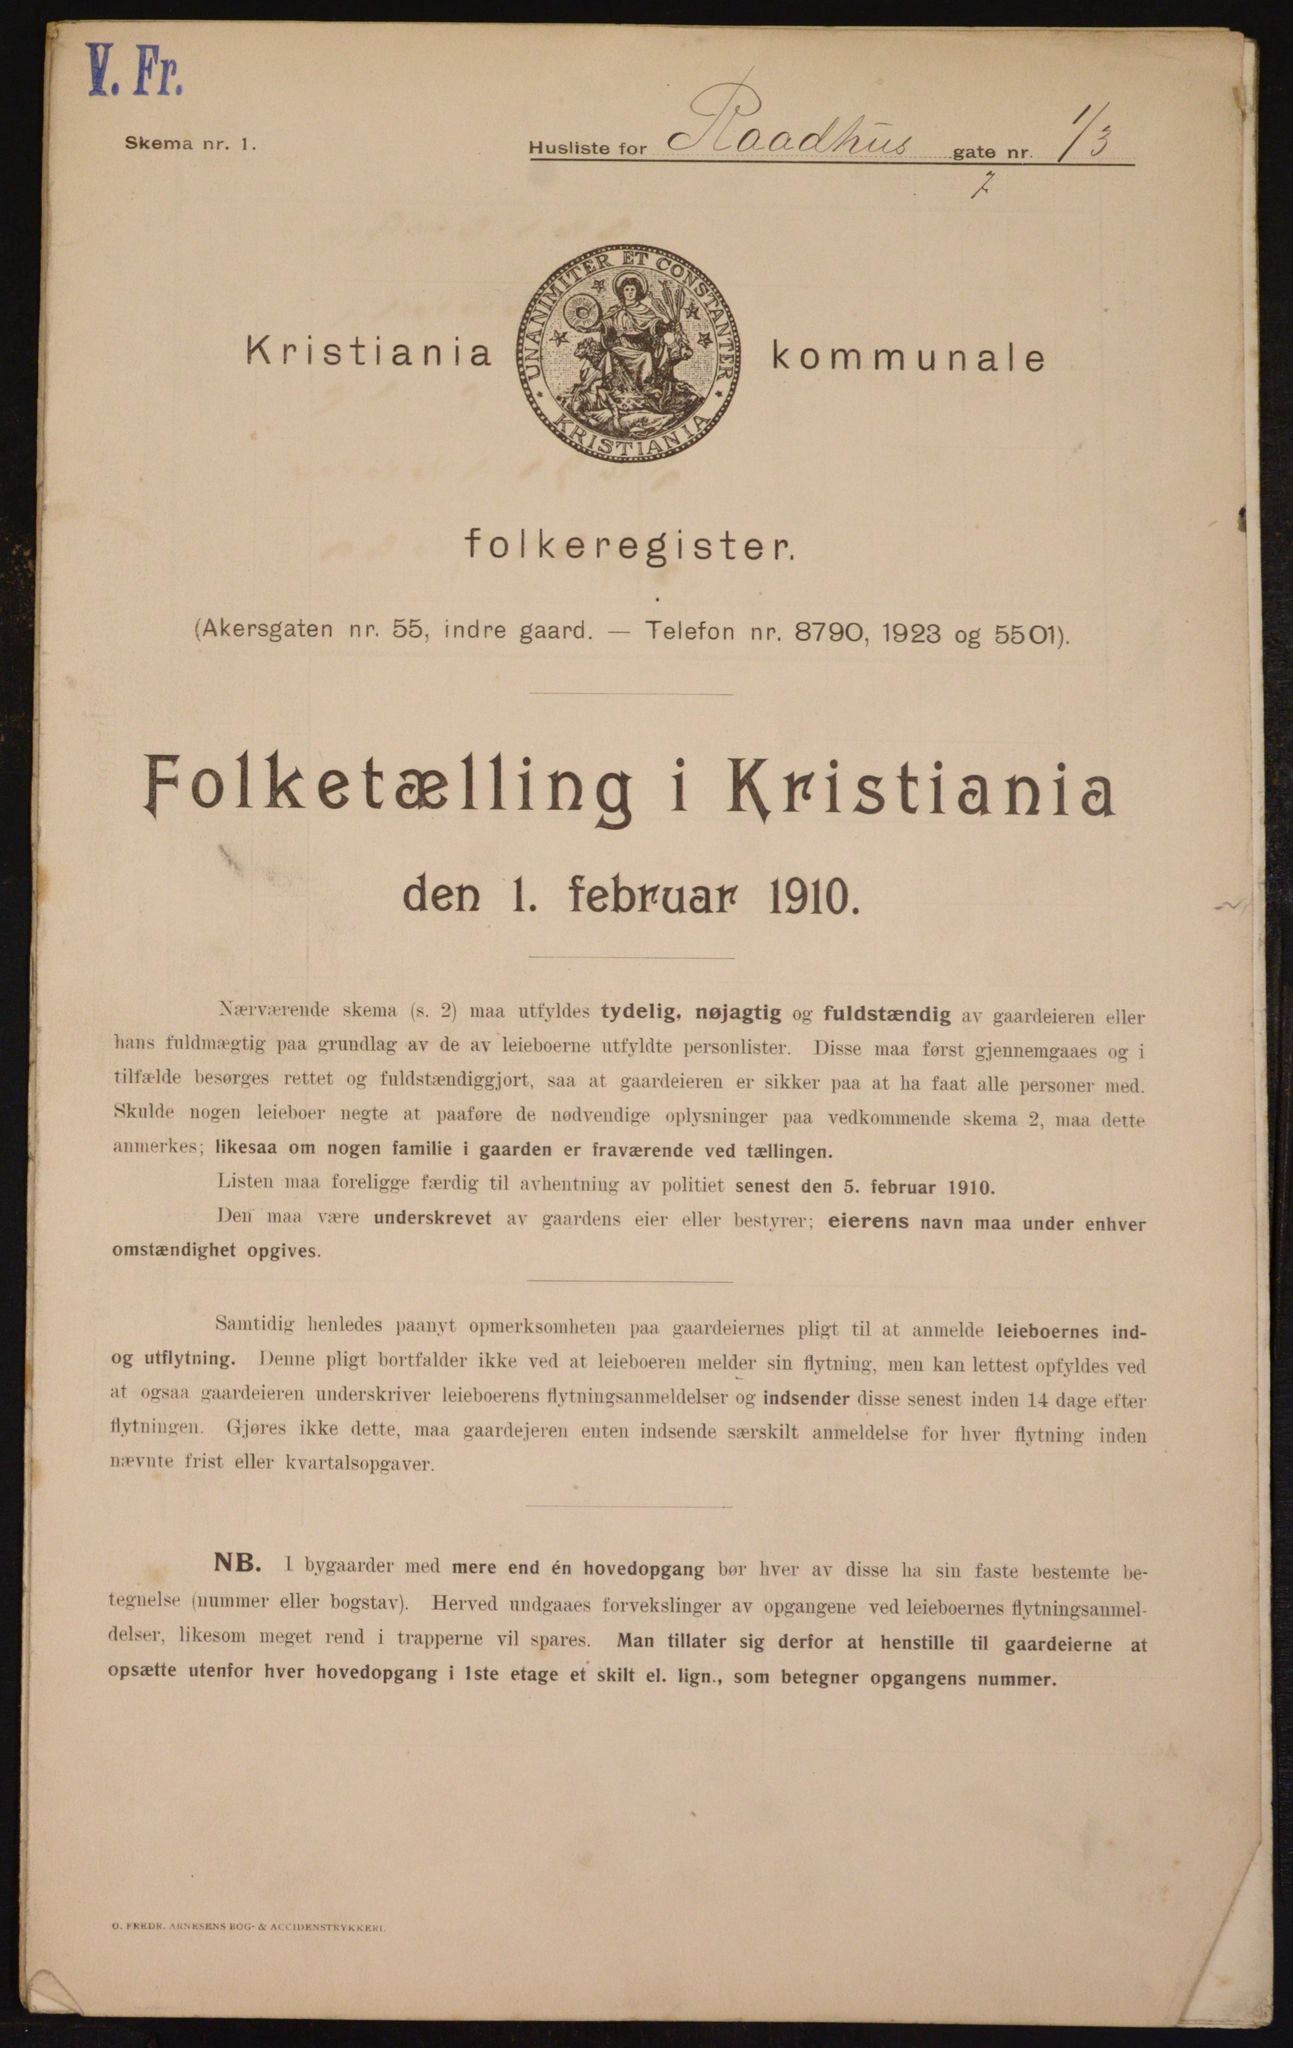 V. Fr.
Skema nr. 1.
Husliste for Raadhus gate nr. 1/3
7
UNANIMITER ET CONSTANTER
KRISTIANIA
Kristiania kommunale
folkeregister.
(Akersgaten nr. 55, indre gaard. — Telefon nr. 8790, 1923 og 5501).
Folketælling i Kristiania
den 1. februar 1910.
Nærværende skema (s. 2) maa utfyldes tydelig, nøjagtig og fuldstændig av gaardeieren eller
hans fuldmægtig paa grundlag av de av leieboerne utfyldte personlister. Disse maa først gjennemgaaes og i
tilfælde besørges rettet og fuldstændiggjort, saa at gaardeieren er sikker paa at ha faat alle personer med.
Skulde nogen leieboer negte at paaføre de nødvendige oplysninger paa vedkommende skema 2, maa dette
anmerkes; likesaa om nogen familie i gaarden er fraværende ved tællingen.
Listen maa foreligge færdig til avhentning av politiet senest den 5. februar 1910.
Den maa være underskrevet av gaardens eier eller bestyrer; eierens navn maa under enhver
omstændighet opgives.
Samtidig henledes paanyt opmerksomheten paa gaardeiernes pligt til at anmelde leieboernes ind-
og utflytning. Denne pligt bortfalder ikke ved at leieboeren melder sin flytning, men kan lettest opfyldes ved
at ogsaa gaardeieren underskriver leieboerens flytningsanmeldelser og indsender disse senest inden 14 dage efter
flytningen. Gjøres ikke dette, maa gaardejeren enten indsende særskilt anmeldelse for hver flytning inden
nævnte frist eller kvartalsopgaver.
NB. I bygaarder med mere end én hovedopgang bør hver av disse ha sin faste bestemte be-
tegnelse (nummer eller bogstav). Herved undgaaes forvekslinger av opgangene ved leieboernes flytningsanmel-
delser, likesom meget rend i trapperne vil spares. Man tillater sig derfor at henstille til gaardeierne at
opsætte utenfor hver hovedopgang i 1ste etage et skilt el. lign., som betegner opgangens nummer.
O. FREDR. ARNESENS BOG- & ACCIDENSTRYKKERI.